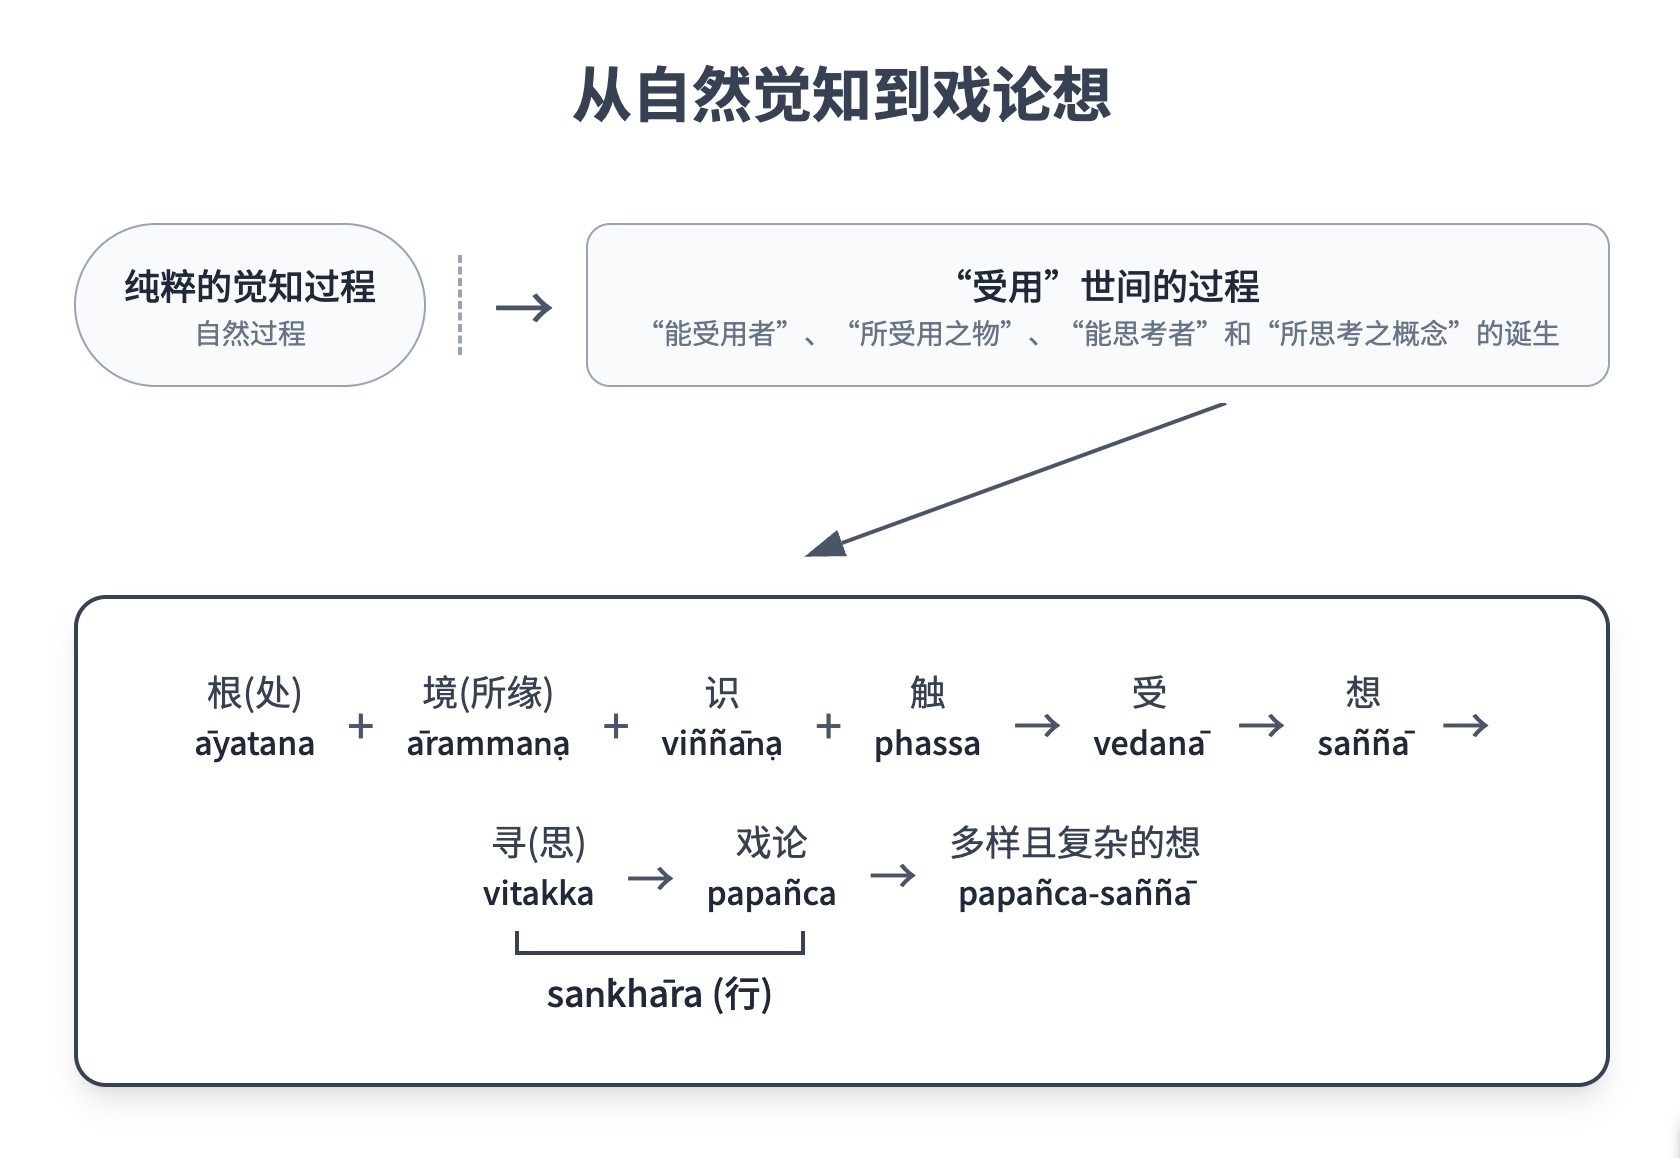 从自然觉知到戏论想
纯粹的觉知过程
自然过程
→
“受用”世间的过程
“能受用者”、“所受用之物”、“能思考者”和“所思考之概念”的诞生
根(处) 境(所缘) 识 触 受 想
āyatana + ārammaṇa + viññāṇa + phassa → vedanā → saññā →
寻(思) 戏论 多样且复杂的想
vitakka → papañca → papañca-saññā
saṅkhāra (行)